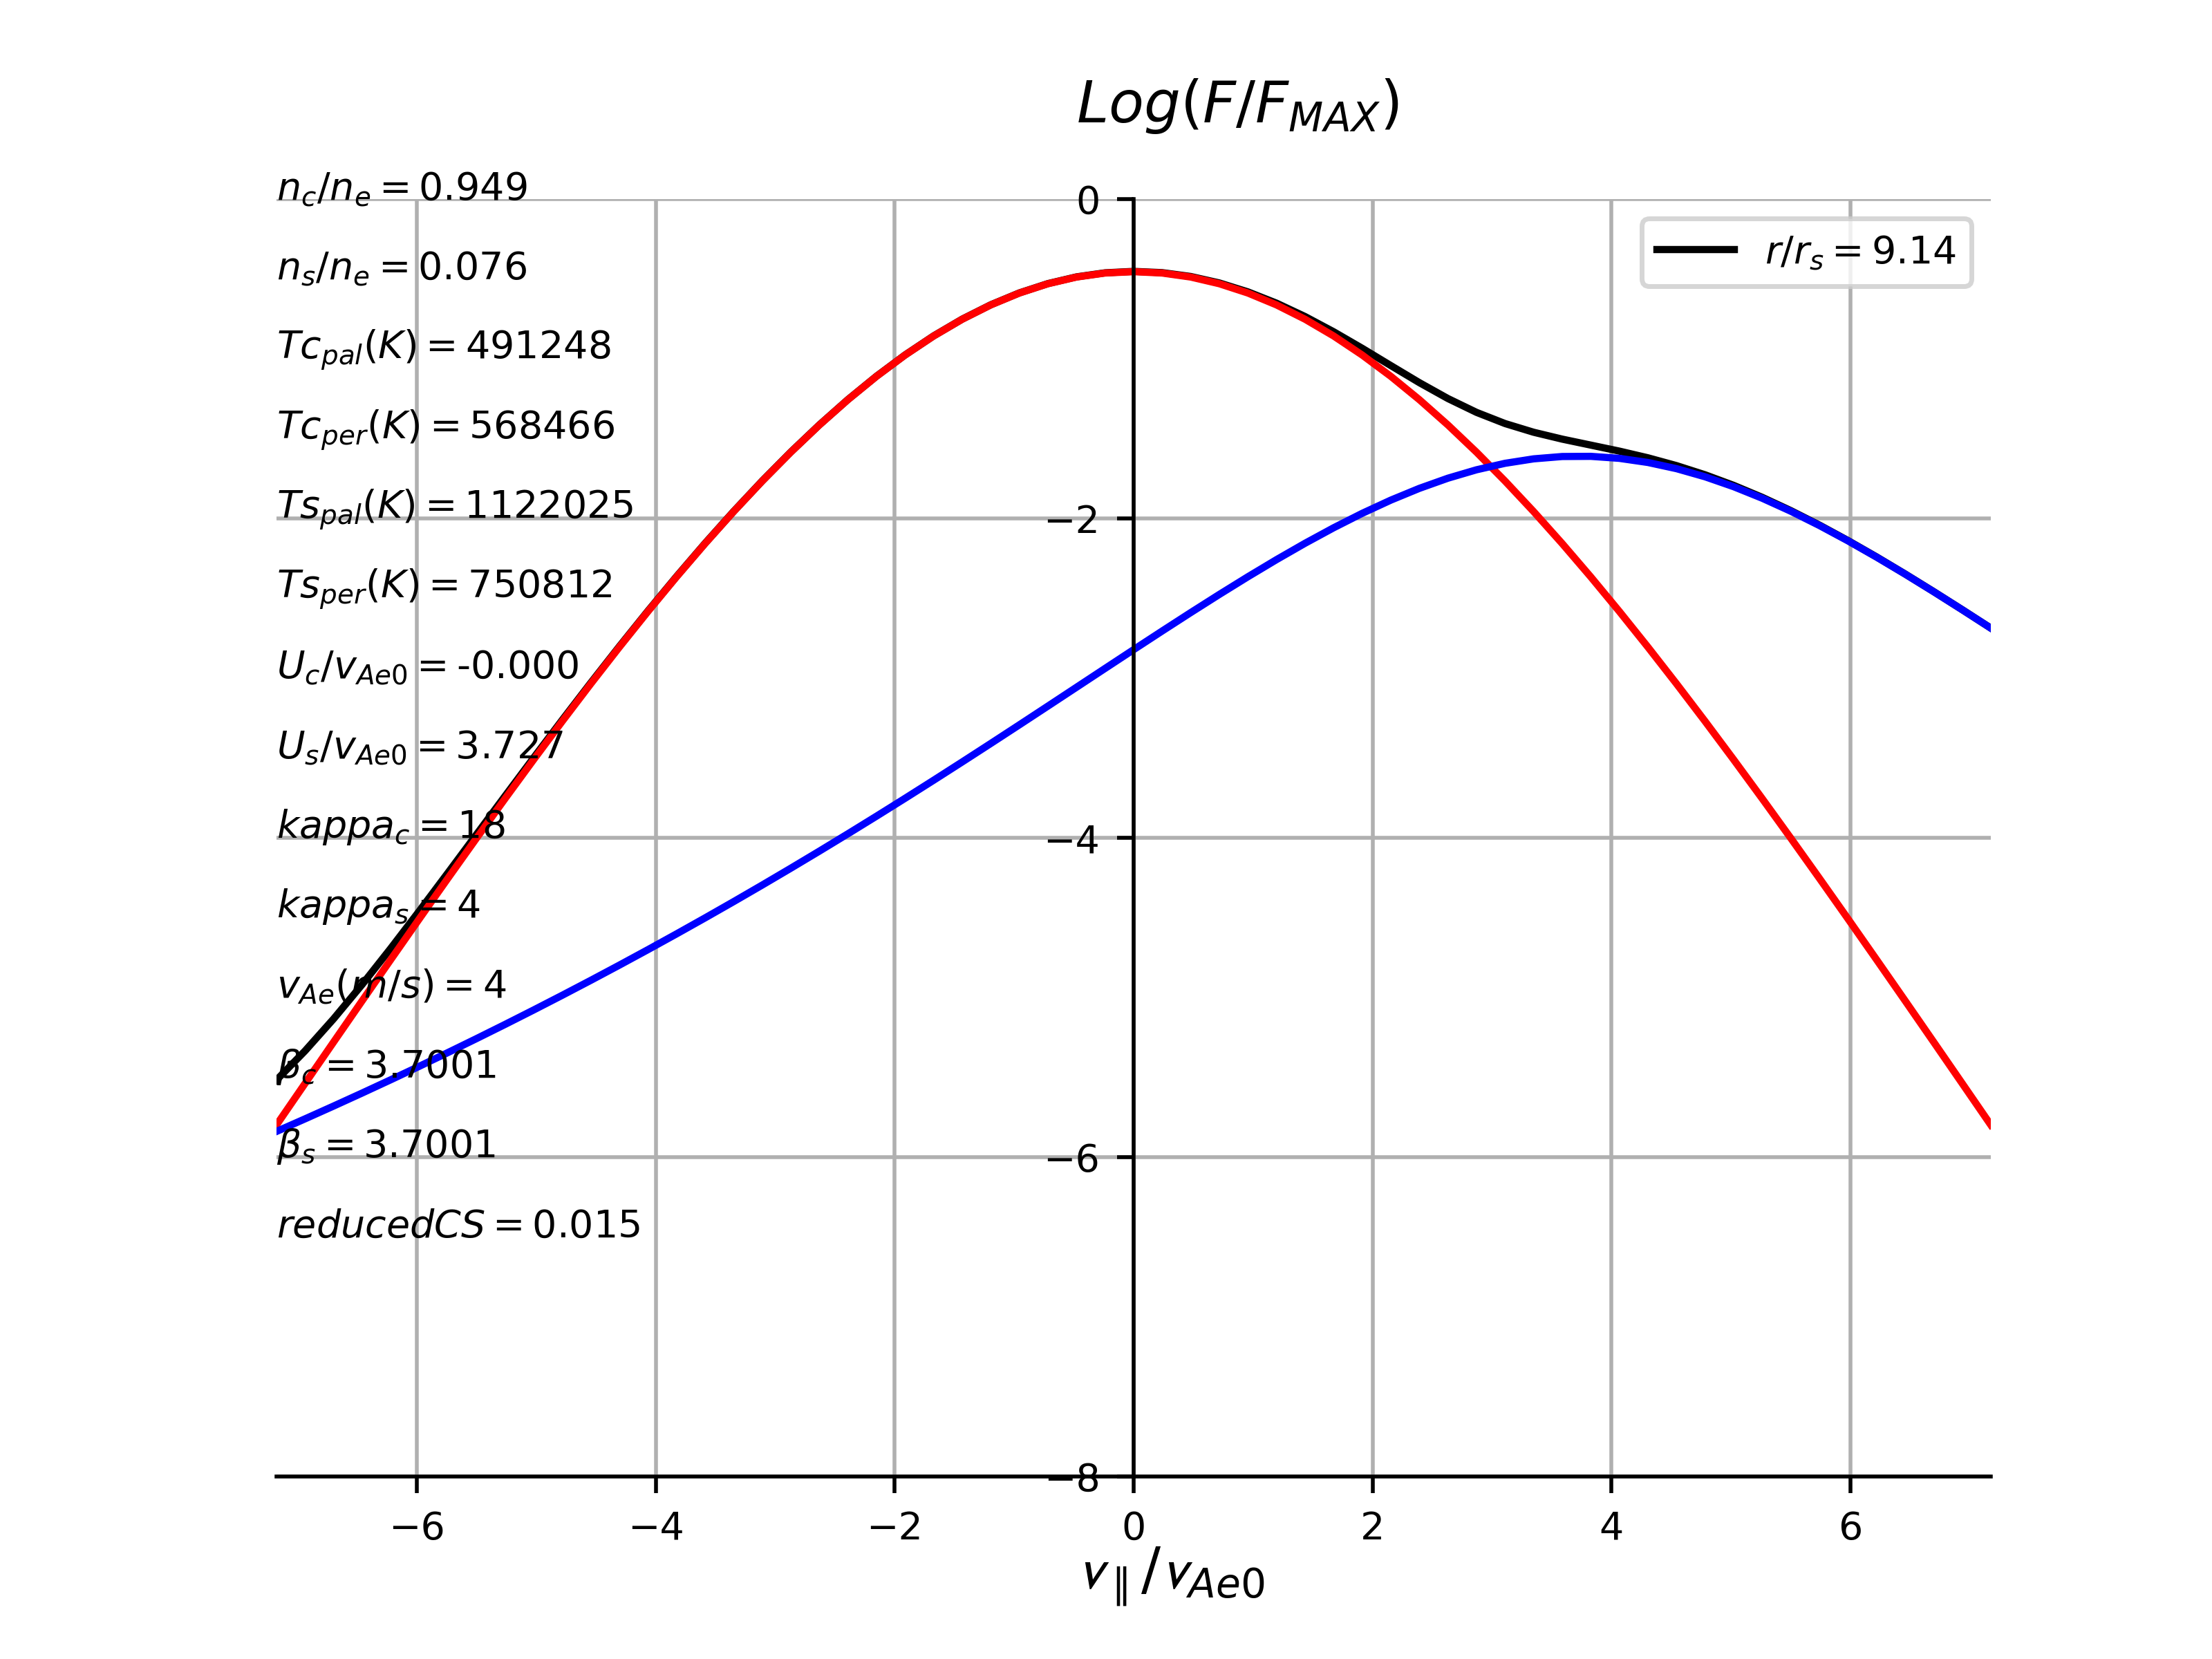 Log(F/F_MAX)
n_c/n_e = 0.949
n_s/n_e = 0.076
Tc_pal(K) = 491248
Tc_per(K) = 568466
Ts_pal(K) = 1122025
Ts_per(K) = 750812
U_c/v_Ae0 = -0.000
U_s/v_Ae0 = 3.727
kappa_c = 18
kappa_s = 4
v_Ae(m/s) = 4
β_c = 3.7001
β_s = 3.7001
reducedCS = 0.015
r/r_s = 9.14
0
−2
−4
−6
−8
−6 −4 −2 0 2 4 6
v_∥/v_Ae0